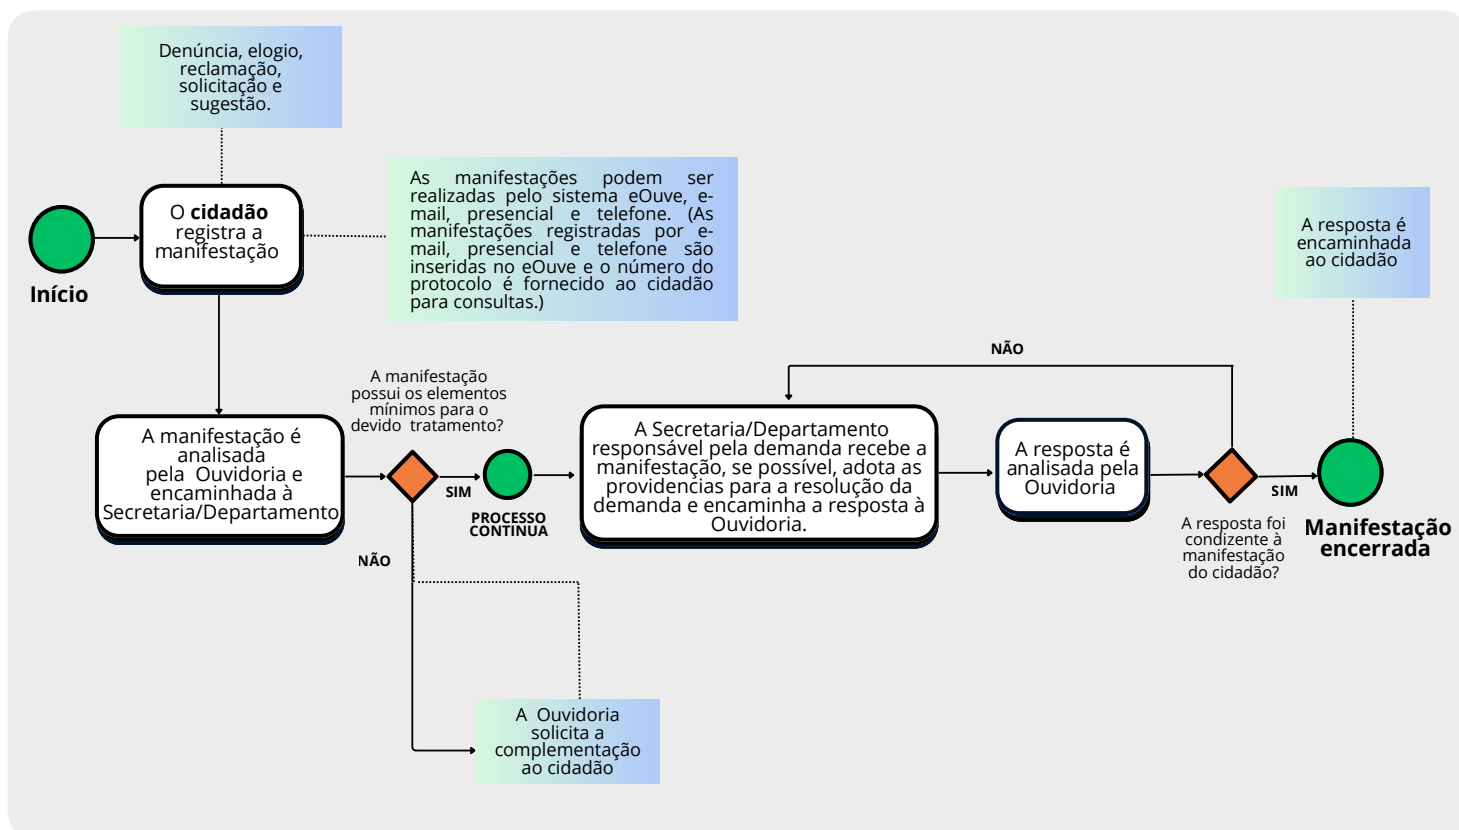 Denúncia, elogio,
reclamação,
solicitação e
sugestão.
As manifestações podem ser
realizadas pelo sistema eOuve, e-
mail, presencial e telefone. (As
manifestações registradas por e-
mail, presencial e telefone são
inseridas no eOuve e o número do
protocolo é fornecido ao cidadão
para consultas.)
O cidadão
registra a
manifestação
Início
A resposta é
encaminhada
ao cidadão
NÃO
A manifestação
possui os elementos
mínimos para o
devido tratamento?
A manifestação é
analisada
pela Ouvidoria e
encaminhada à
Secretaria/Departamento
SIM
PROCESSO
CONTINUA
A Secretaria/Departamento
responsável pela demanda recebe a
manifestação, se possível, adota as
providencias para a resolução da
demanda e encaminha a resposta à
Ouvidoria.
A resposta é
analisada pela
Ouvidoria
SIM
A resposta foi
condizente à
manifestação
do cidadão?
Manifestação
encerrada
NÃO
A Ouvidoria
solicita a
complementação
ao cidadão